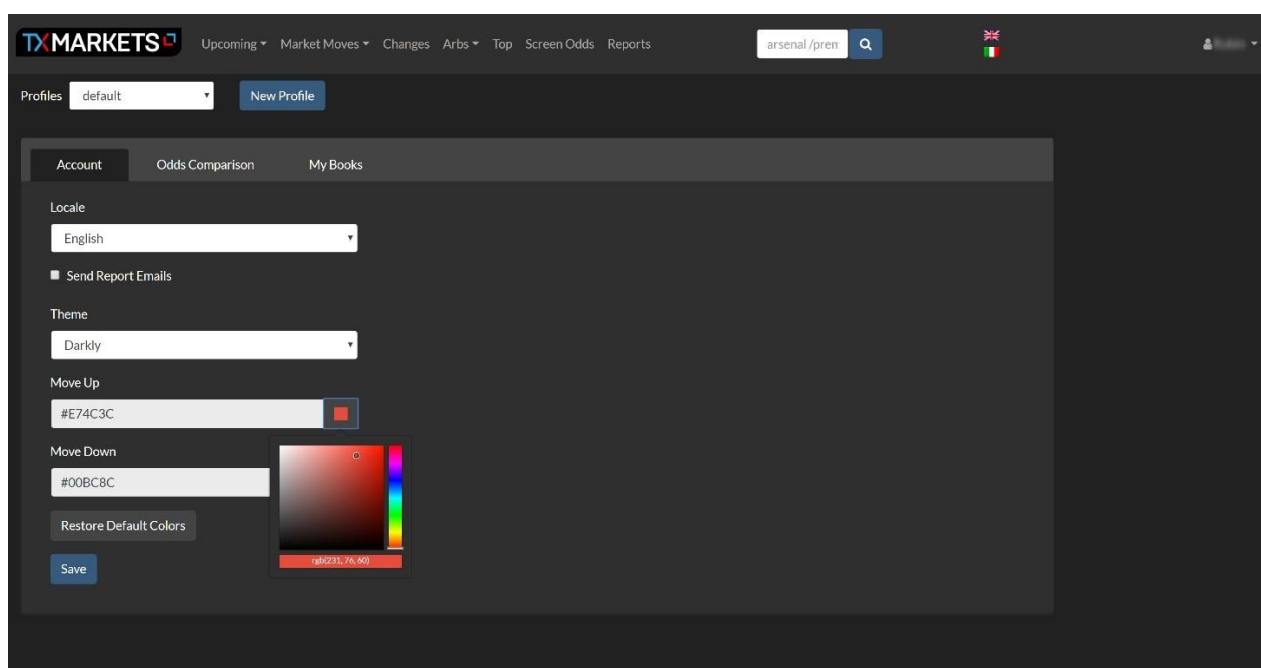 TXMARKETS Upcoming Market Moves Changes Arbs Top Screen Odds Reports arsenal /prem
Profiles default New Profile
Account Odds Comparison My Books
Locale
English
Send Report Emails
Theme
Darkly
Move Up
#E74C3C
Move Down
#00BC8C
Restore Default Colors
rgb(231, 76, 60)
Save